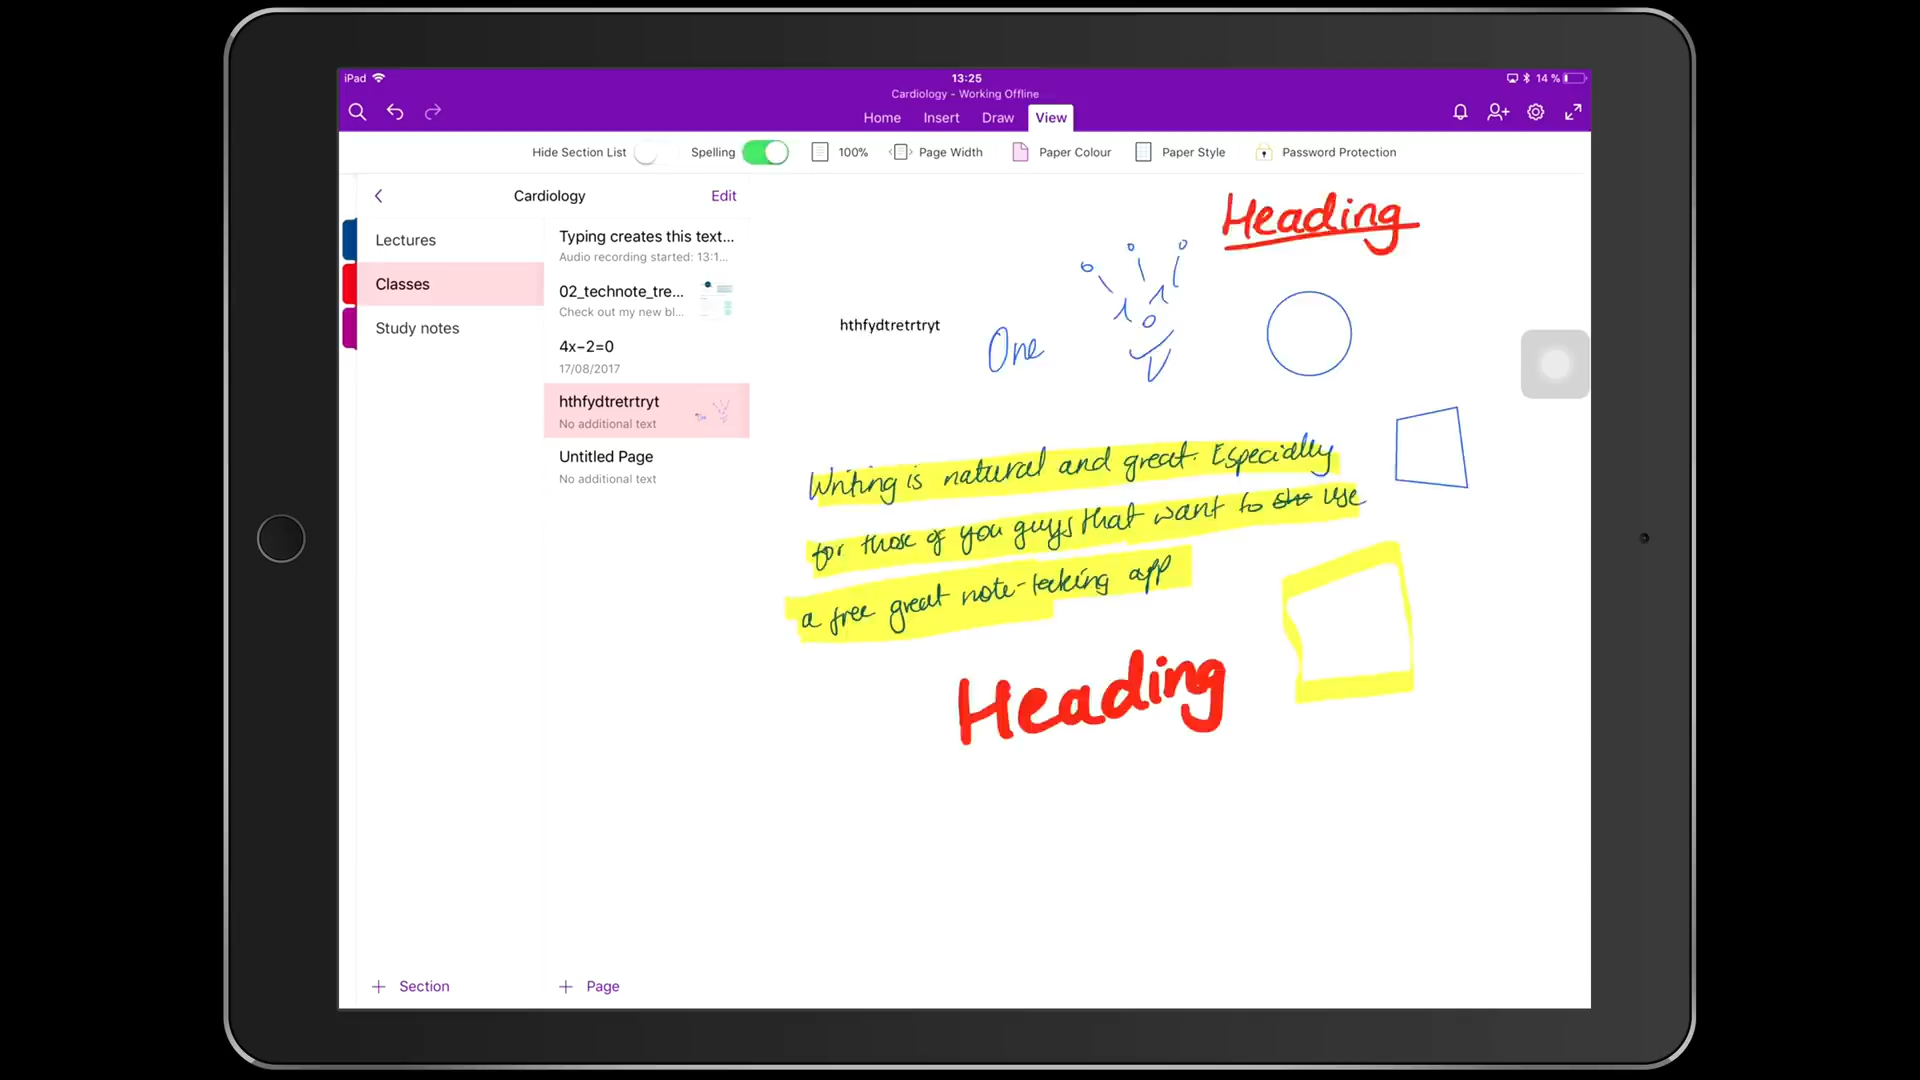 iPad
13:25
14 %
Cardiology - Working Offline
Home Insert Draw View
Hide Section List Spelling 100% Page Width Paper Colour Paper Style Password Protection
Cardiology Edit
Lectures
Classes
Study notes
Typing creates this text...
Audio recording started: 13:1...
02_technote_tre...
Check out my new bl...
4x−2=0
17/08/2017
hthfydtretrtryt
No additional text
Untitled Page
No additional text
Heading
hthfydtretrtryt
One
Writing is natural and great. Especially
for those of you guys that want to use
a free great note-taking app
Heading
+ Section
+ Page